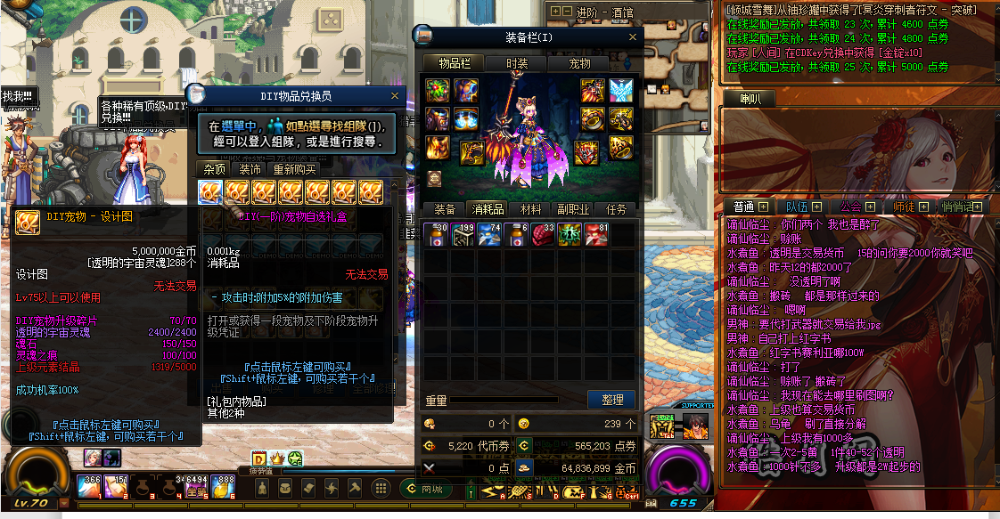 找我!!!
各种稀有顶级,DIY
兑换!!!
DIY物品兑换员
在選單中,如點選尋找組隊(]),
經可以登入組隊, 或是進行搜尋.
杂项 装饰 重新购买
DIY宠物 - 设计图
5,000,000金币
[透明的宇宙灵魂]288个
设计图
无法交易
Lv75以上可以使用
DIY宠物升级碎片 70/70
透明的宇宙灵魂 2400/2400
魂石 150/150
灵魂之痕 100/100
上级元素结晶 1319/5000
成功机率100%
『点击鼠标左键可购买』
『Shift+鼠标左键, 可购买若干个』
DIY(一阶)宠物自选礼盒
0.001kg
消耗品
无法交易
- 攻击时,附加5%的附加伤害
打开或获得一段宠物及下阶段宠物升
级凭证
『点击鼠标左键可购买』
『Shift+鼠标左键, 可购买若干个』
[礼包内物品]
其他2种
进阶 - 酒馆
装备栏(I)
物品栏 时装 宠物
装备 消耗品 材料 副职业 任务
30 199 74 6 33 81
重量
整理
0 个 239 个
5,220 代币券 565,203 点券
0 点 64,836,899 金币
SUPPORTER
疲劳值
366 151 346494 888
商城
Lv.70
655
[倾城雪舞]从袖珍罐中获得了[冥炎穿刺者符文 - 突破]
在线奖励已发放, 共领取 23 次, 累计 4600 点券
在线奖励已发放, 共领取 24 次, 累计 4800 点券
玩家 [人间] 在CDKey兑换中获得 [金锭x10]
在线奖励已发放, 共领取 25 次, 累计 5000 点券
喇叭
普通 队伍 公会 师徒 悄悄话
谪仙临尘 : 你们两个 我也是醉了
谪仙临尘 : 赊账
水煮鱼 : 透明是交易货币 15的问你要2000你就笑吧
水煮鱼 : 昨天12的都2000了
谪仙临尘 : 没透明了啊
水煮鱼 : 搬砖 都是那样过来的
谪仙临尘 : 嗯啊
男神 : 要代打武器就交易给我jpg
男神 : 自己打上红字书
水煮鱼 : 红字书赛利亚哪100W
谪仙临尘 : 打了
谪仙临尘 : 赊账了 搬砖了
谪仙临尘 : 我现在能去哪里刷图啊?
水煮鱼 : 上级也算交易货币
水煮鱼 : 乌龟 刷了直接分解
谪仙临尘 : 上级我有1000多
水煮鱼 : 一次2-5黄 1件40-52个透明
水煮鱼 : 1000针不多 升级都是2W起步的